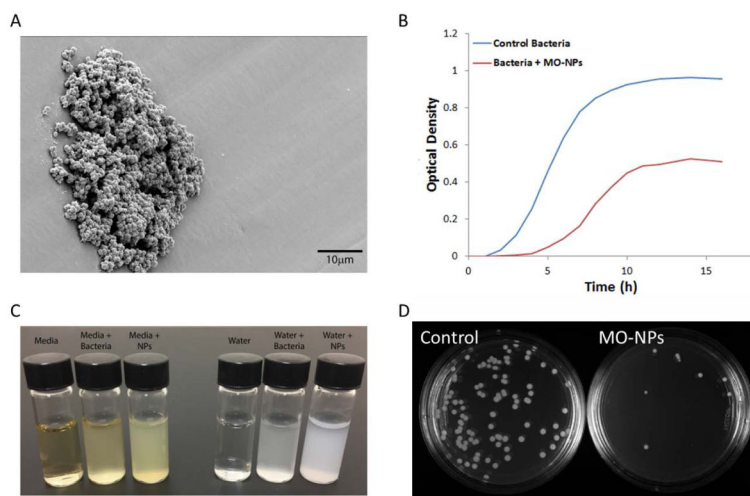 A
10μm
B
Control Bacteria
Bacteria + MO-NPs
Optical Density
1.2
1
0.8
0.6
0.4
0.2
0
0
5
10
15
Time (h)
C
Media
Media +
Bacteria
Media +
NPs
Water
Water +
Bacteria
Water +
NPs
D
Control
MO-NPs